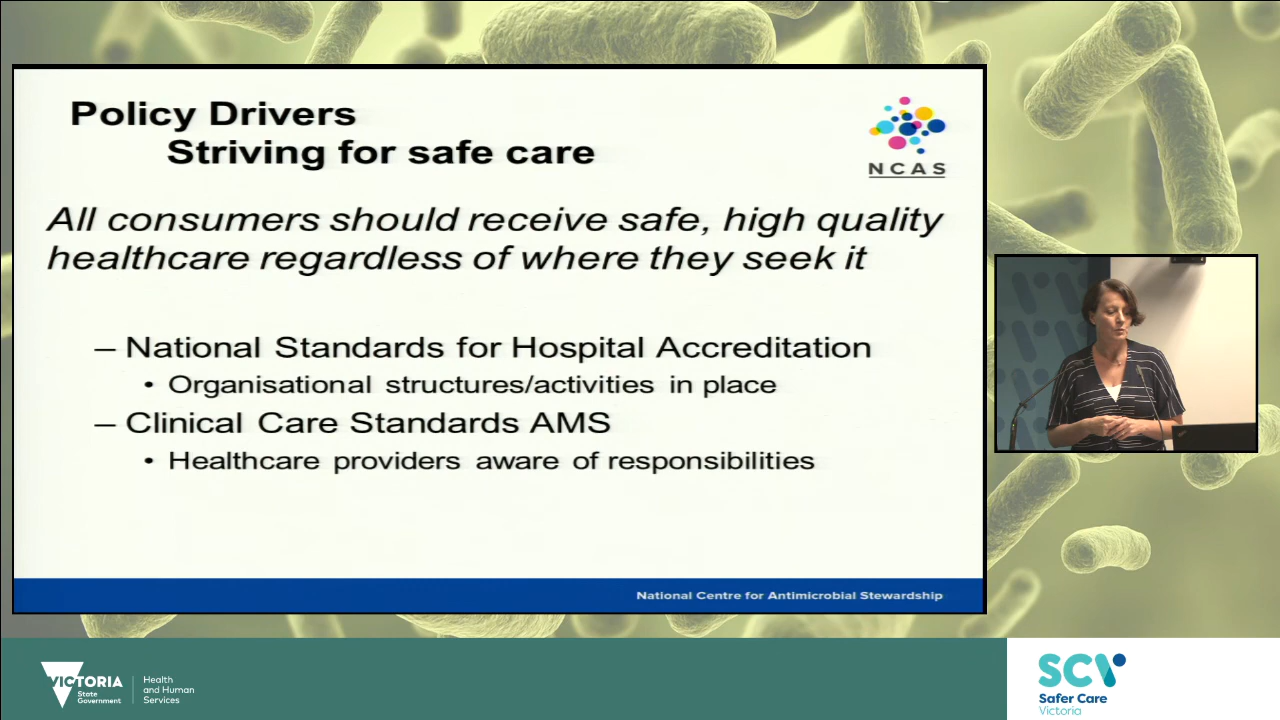 Policy Drivers
Striving for safe care
NCAS
All consumers should receive safe, high quality
healthcare regardless of where they seek it
– National Standards for Hospital Accreditation
• Organisational structures/activities in place
– Clinical Care Standards AMS
• Healthcare providers aware of responsibilities
National Centre for Antimicrobial Stewardship
VICTORIA
State
Government
Health
and Human
Services
SCV
Safer Care
Victoria